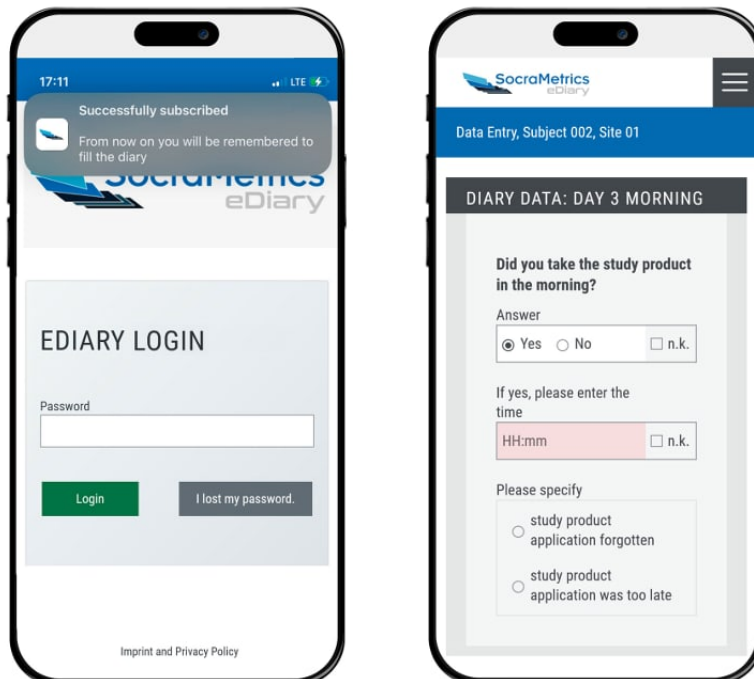 17:11
LTE
Successfully subscribed
From now on you will be remembered to
fill the diary
SocraMetrics
eDiary
EDIARY LOGIN
Password
Login
I lost my password.
Imprint and Privacy Policy
SocraMetrics
eDiary
Data Entry, Subject 002, Site 01
DIARY DATA: DAY 3 MORNING
Did you take the study product
in the morning?
Answer
Yes
No
n.k.
If yes, please enter the
time
HH:mm
n.k.
Please specify
study product
application forgotten
study product
application was too late